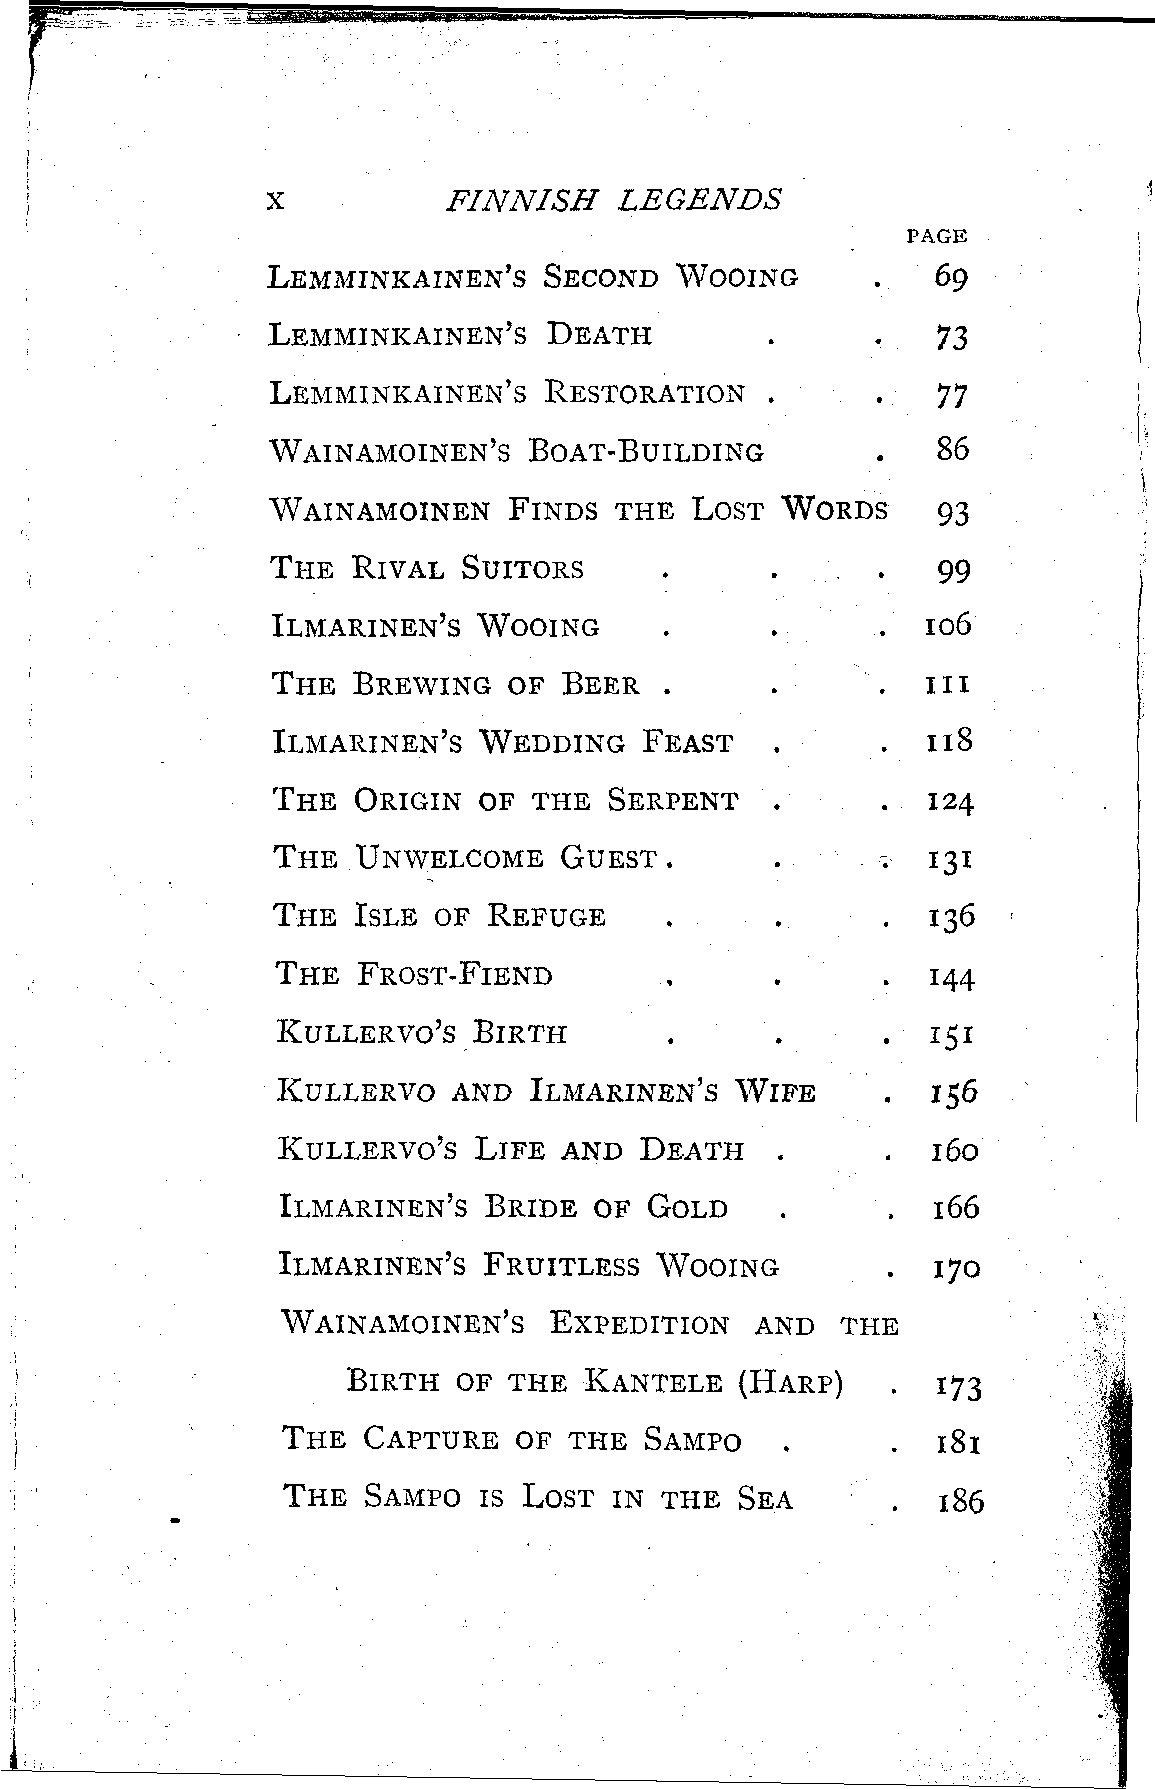 x FINNISH LEGENDS
PAGE
LEMMINKAINEN'S SECOND WOOING . 69
LEMMINKAINEN'S DEATH . . 73
LEMMINKAINEN'S RESTORATION . . 77
WAINAMOINEN'S BOAT-BUILDING . 86
WAINAMOINEN FINDS THE LOST WORDS 93
THE RIVAL SUITORS . . . 99
ILMARINEN'S WOOING . . . 106
THE BREWING OF BEER . . . 111
ILMARINEN'S WEDDING FEAST . . 118
THE ORIGIN OF THE SERPENT . . 124
THE UNWELCOME GUEST . . . 131
THE ISLE OF REFUGE . . . 136
THE FROST-FIEND . . . 144
KULLERVO'S BIRTH . . . 151
KULLERVO AND ILMARINEN'S WIFE . 156
KULLERVO'S LIFE AND DEATH . . 160
ILMARINEN'S BRIDE OF GOLD . . 166
ILMARINEN'S FRUITLESS WOOING . 170
WAINAMOINEN'S EXPEDITION AND THE
BIRTH OF THE KANTELE (HARP) . 173
THE CAPTURE OF THE SAMPO . . 181
THE SAMPO IS LOST IN THE SEA . 186